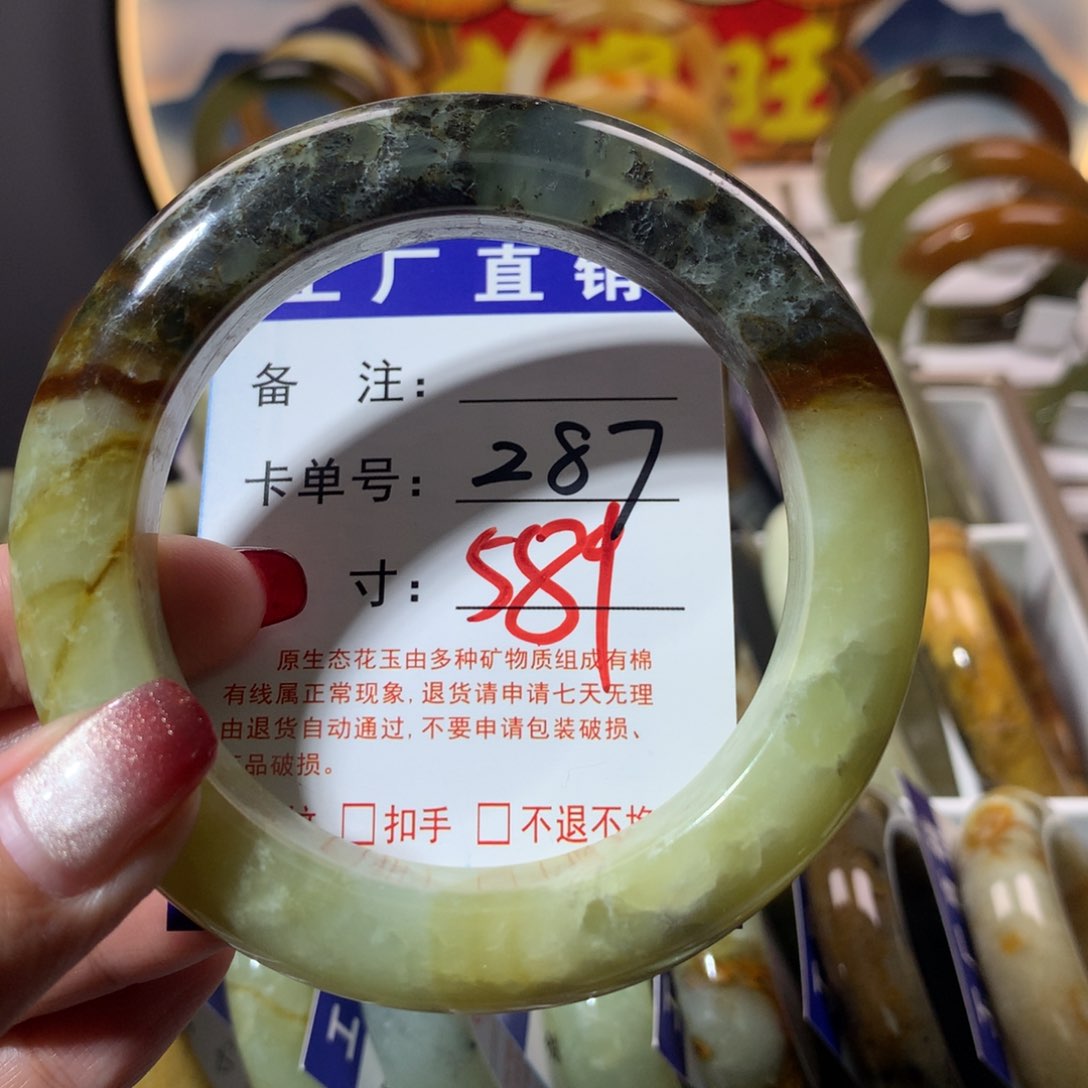 旺
工厂直销
备 注:
卡单号: 287
寸: 589
原生态花玉由多种矿物质组成有棉
有线属正常现象,退货请申请七天无理
由退货自动通过,不要申请包装破损、
品破损。
□扣手 □不退不